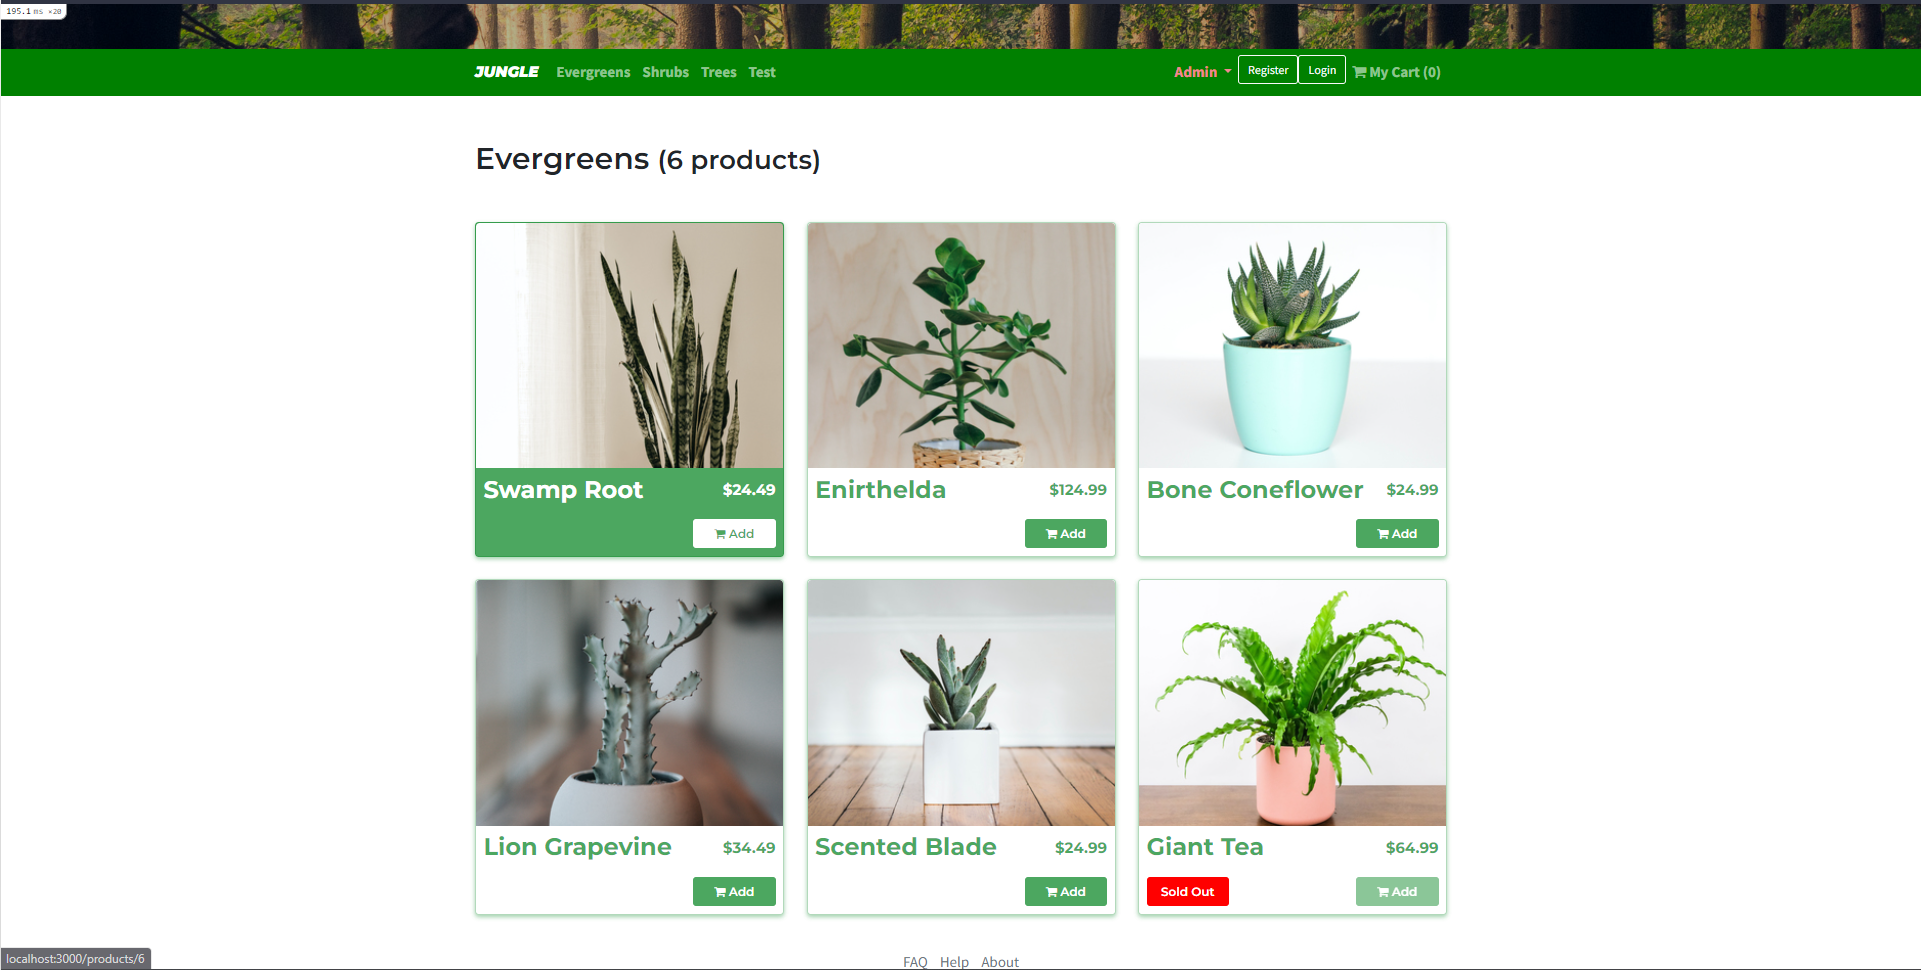 195.1 ms ×20
JUNGLE Evergreens Shrubs Trees Test Admin Register Login My Cart (0)
Evergreens (6 products)
Swamp Root $24.49
Add
Enirthelda $124.99
Add
Bone Coneflower $24.99
Add
Lion Grapevine $34.49
Add
Scented Blade $24.99
Add
Giant Tea $64.99
Sold Out Add
FAQ Help About
localhost:3000/products/6